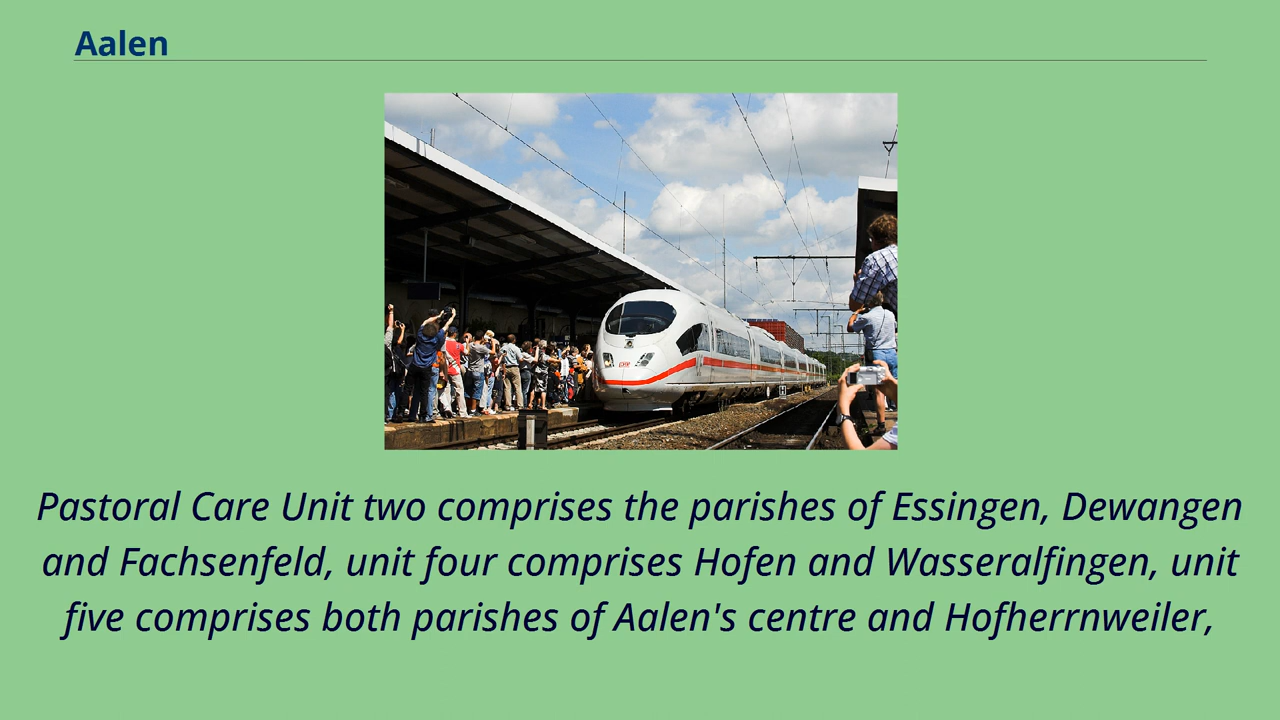 Aalen
Pastoral Care Unit two comprises the parishes of Essingen, Dewangen
and Fachsenfeld, unit four comprises Hofen and Wasseralfingen, unit
five comprises both parishes of Aalen's centre and Hofherrnweiler,